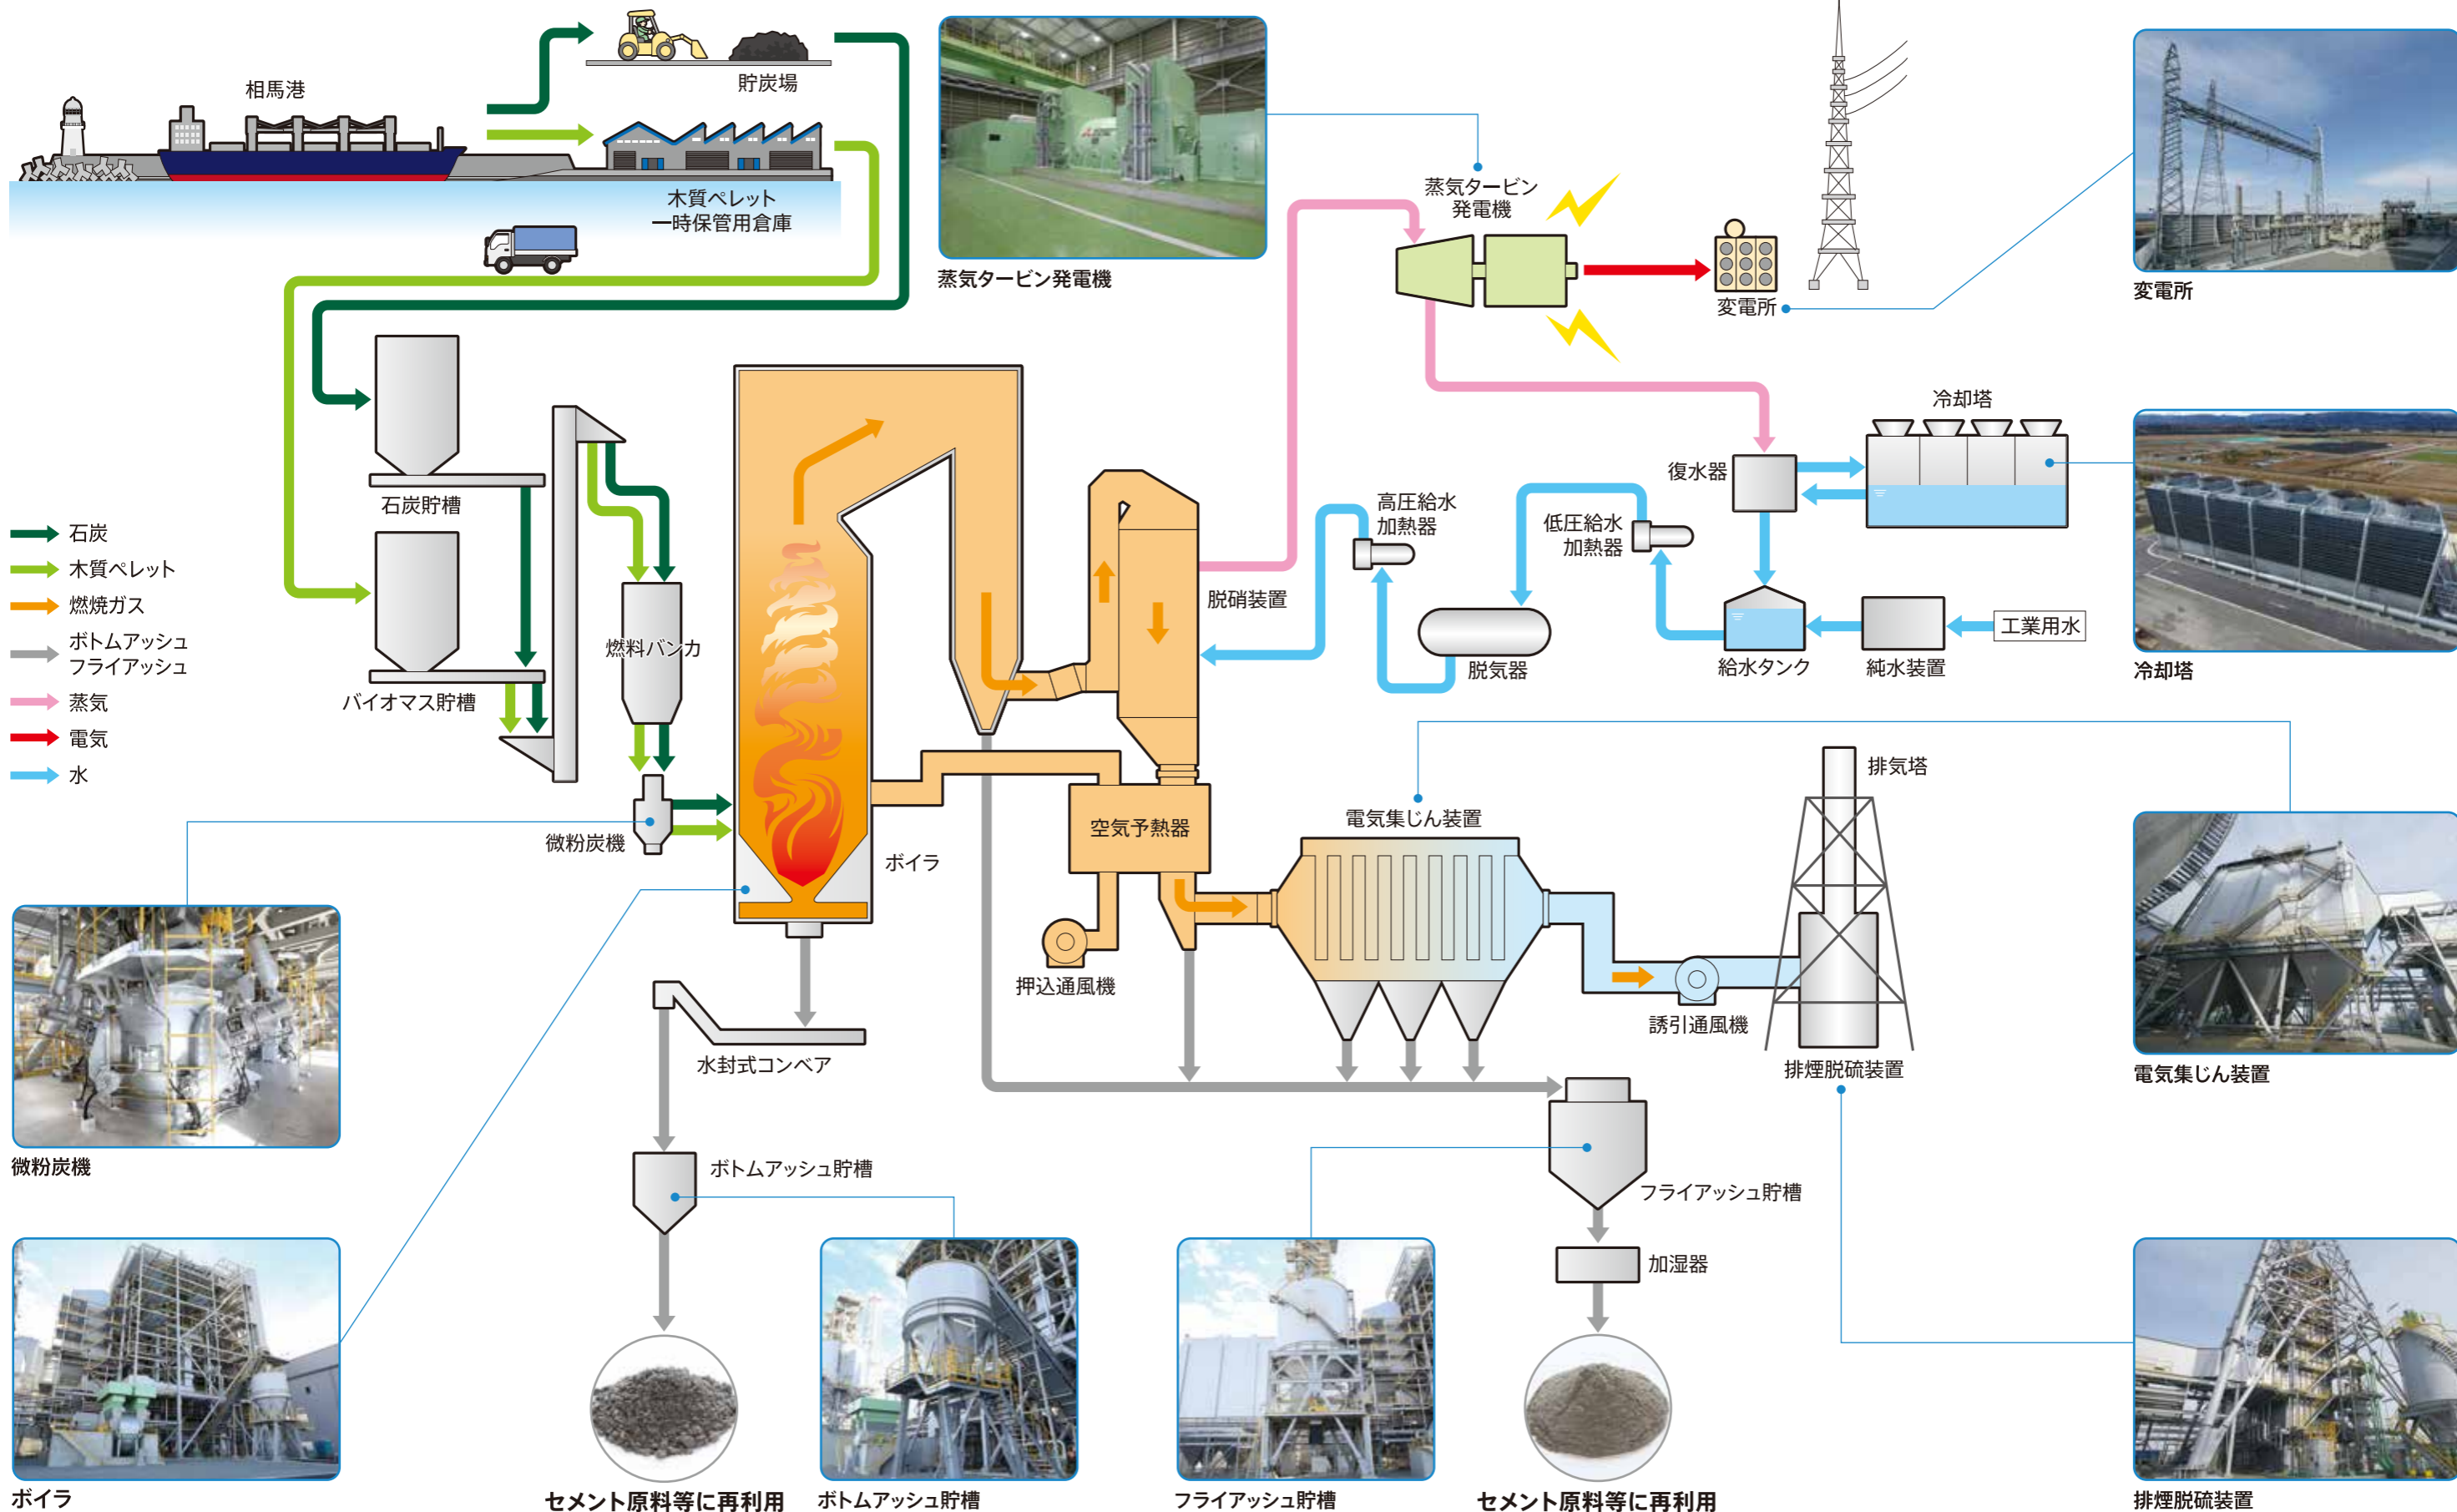 相馬港
貯炭場
木質ペレット
一時保管用倉庫
蒸気タービン発電機
蒸気タービン
発電機
変電所
変電所
石炭貯槽
バイオマス貯槽
石炭
木質ペレット
燃焼ガス
ボトムアッシュ
フライアッシュ
蒸気
電気
水
燃料バンカ
微粉炭機
ボイラ
脱硝装置
高圧給水
加熱器
低圧給水
加熱器
脱気器
復水器
冷却塔
給水タンク
純水装置
工業用水
冷却塔
空気予熱器
押込通風機
電気集じん装置
排気塔
誘引通風機
排煙脱硫装置
電気集じん装置
水封式コンベア
微粉炭機
ボトムアッシュ貯槽
フライアッシュ貯槽
加湿器
ボイラ
セメント原料等に再利用
ボトムアッシュ貯槽
フライアッシュ貯槽
セメント原料等に再利用
排煙脱硫装置